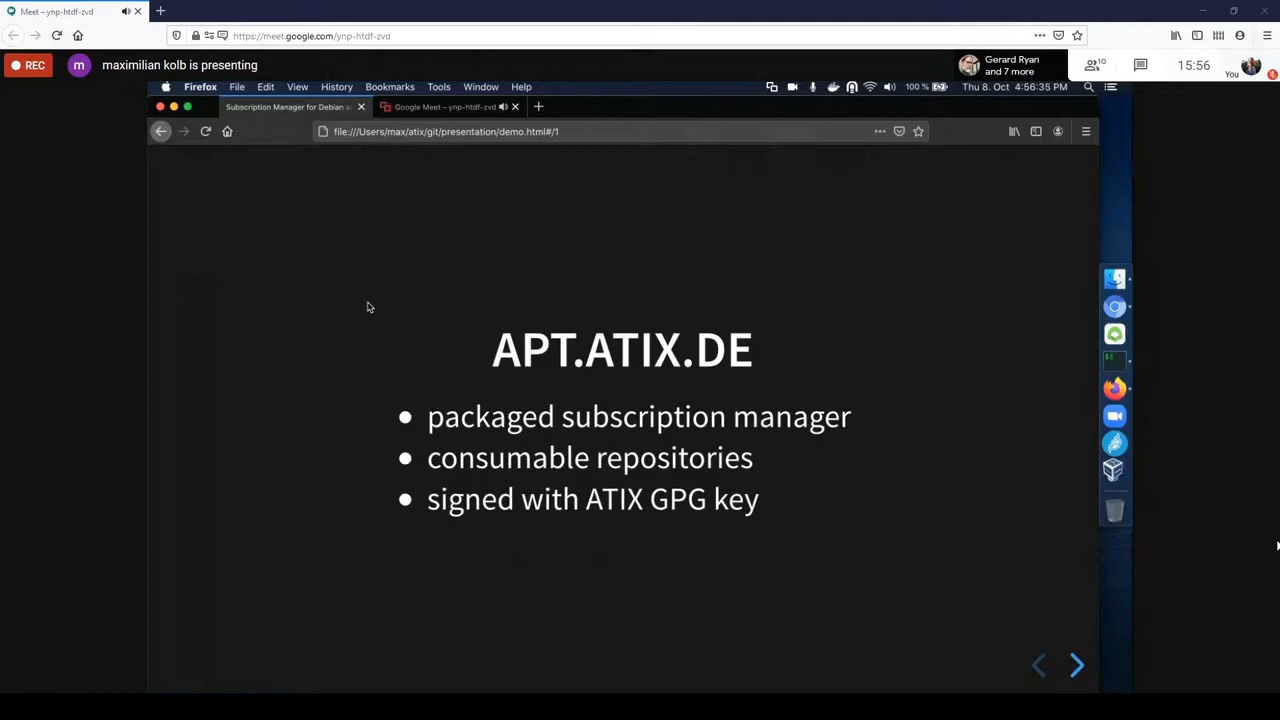 Meet – ynp-htdf-zvd
https://meet.google.com/ynp-htdf-zvd
REC
m
maximilian kolb is presenting
Gerard Ryan
and 7 more
10
15:56
You
Firefox File Edit View History Bookmarks Tools Window Help
100 %
Thu 8. Oct 4:56:35 PM
Subscription Manager for Debian
Google Meet – ynp-htdf-zvd
file:///Users/max/atix/git/presentation/demo.html#/1
APT.ATIX.DE
packaged subscription manager
consumable repositories
signed with ATIX GPG key